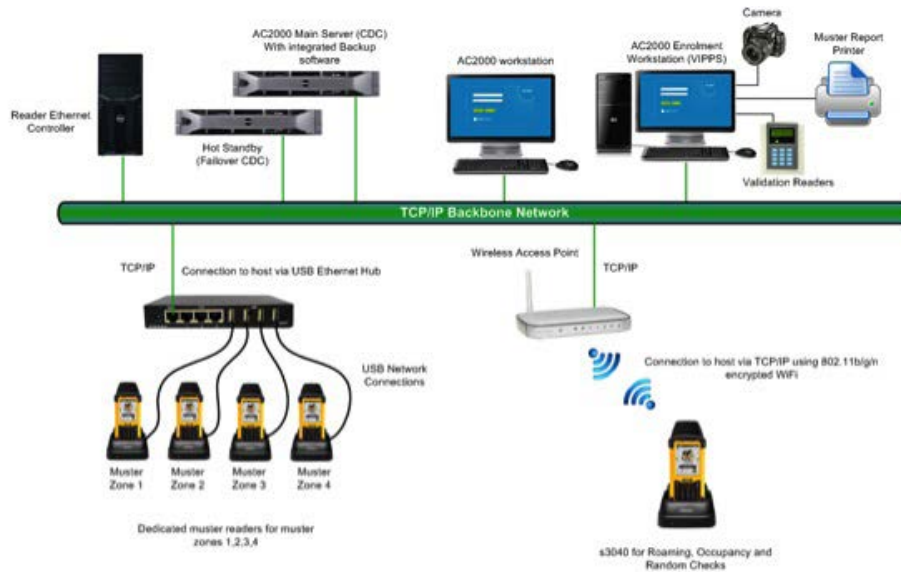 Camera
AC2000 Main Server (CDC)
With integrated Backup
software
AC2000 Enrolment
Workstation (VIPPS)
Muster Report
Printer
AC2000 workstation
Reader Ethernet
Controller
Hot Standby
(Failover CDC)
Validation Readers
TCP/IP Backbone Network
TCP/IP
Connection to host via USB Ethernet Hub
Wireless Access Point
TCP/IP
USB Network
Connections
Connection to host via TCP/IP using 802.11b/g/n
encrypted WiFi
Muster
Zone 1
Muster
Zone 2
Muster
Zone 3
Muster
Zone 4
Dedicated muster readers for muster
zones 1,2,3,4
s3040 for Roaming, Occupancy and
Random Checks